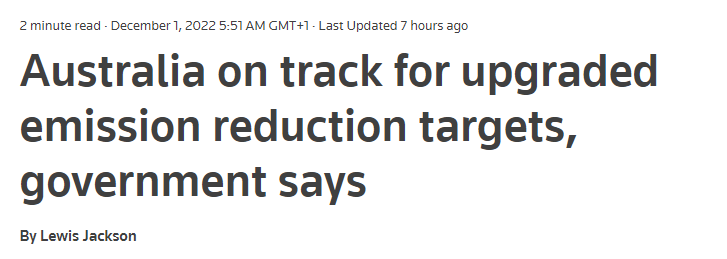 2 minute read · December 1, 2022 5:51 AM GMT+1 · Last Updated 7 hours ago
Australia on track for upgraded
emission reduction targets,
government says
By Lewis Jackson